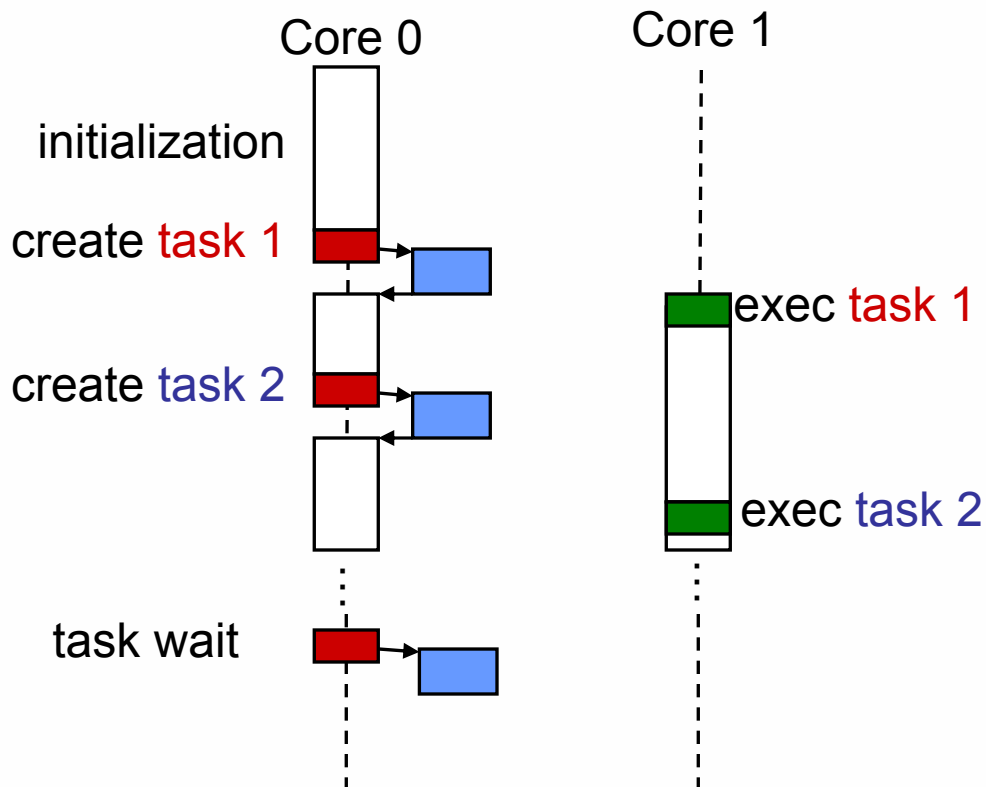 Core 0
Core 1
initialization
create task 1
exec task 1
create task 2
exec task 2
task wait